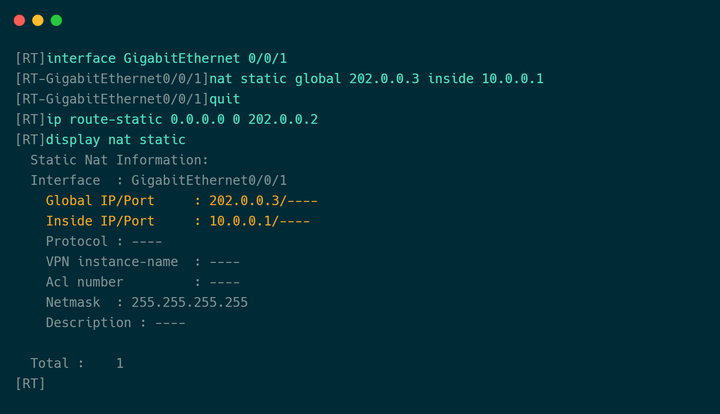 [RT]interface GigabitEthernet 0/0/1
[RT-GigabitEthernet0/0/1]nat static global 202.0.0.3 inside 10.0.0.1
[RT-GigabitEthernet0/0/1]quit
[RT]ip route-static 0.0.0.0 0 202.0.0.2
[RT]display nat static
  Static Nat Information:
  Interface  : GigabitEthernet0/0/1
    Global IP/Port     : 202.0.0.3/----
    Inside IP/Port     : 10.0.0.1/----
    Protocol : ----
    VPN instance-name  : ----
    Acl number         : ----
    Netmask  : 255.255.255.255
    Description : ----

  Total :    1
[RT]